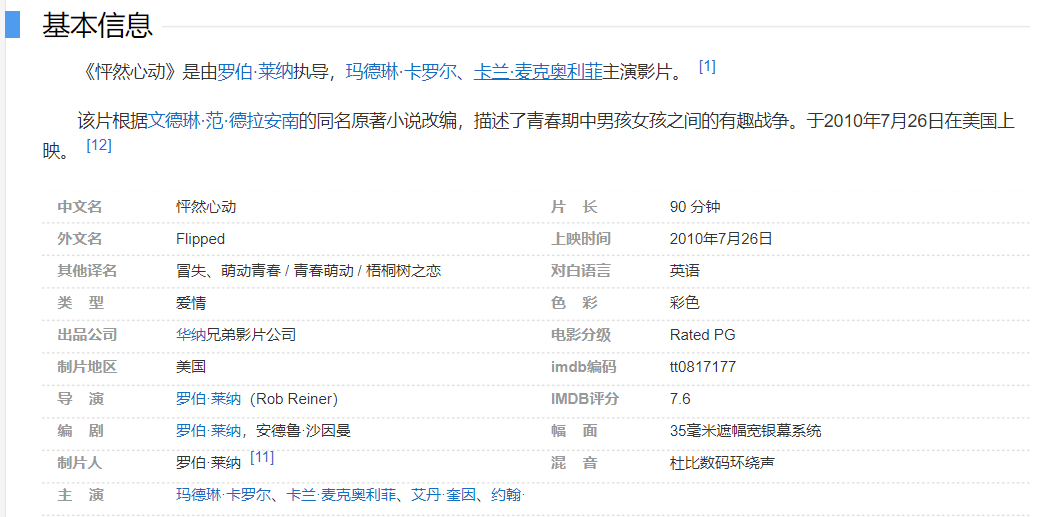 基本信息
《怦然心动》是由罗伯·莱纳执导，玛德琳·卡罗尔、卡兰·麦克奥利菲主演影片。 [1]
该片根据文德琳·范·德拉安南的同名原著小说改编，描述了青春期中男孩女孩之间的有趣战争。于2010年7月26日在美国上
映。 [12]
中文名 怦然心动 片 长 90 分钟
外文名 Flipped 上映时间 2010年7月26日
其他译名 冒失、萌动青春 / 青春萌动 / 梧桐树之恋 对白语言 英语
类 型 爱情 色 彩 彩色
出品公司 华纳兄弟影片公司 电影分级 Rated PG
制片地区 美国 imdb编码 tt0817177
导 演 罗伯·莱纳（Rob Reiner） IMDB评分 7.6
编 剧 罗伯·莱纳，安德鲁·沙因曼 幅 面 35毫米遮幅宽银幕系统
制片人 罗伯·莱纳 [11] 混 音 杜比数码环绕声
主 演 玛德琳·卡罗尔、卡兰·麦克奥利菲、艾丹·奎因、约翰·